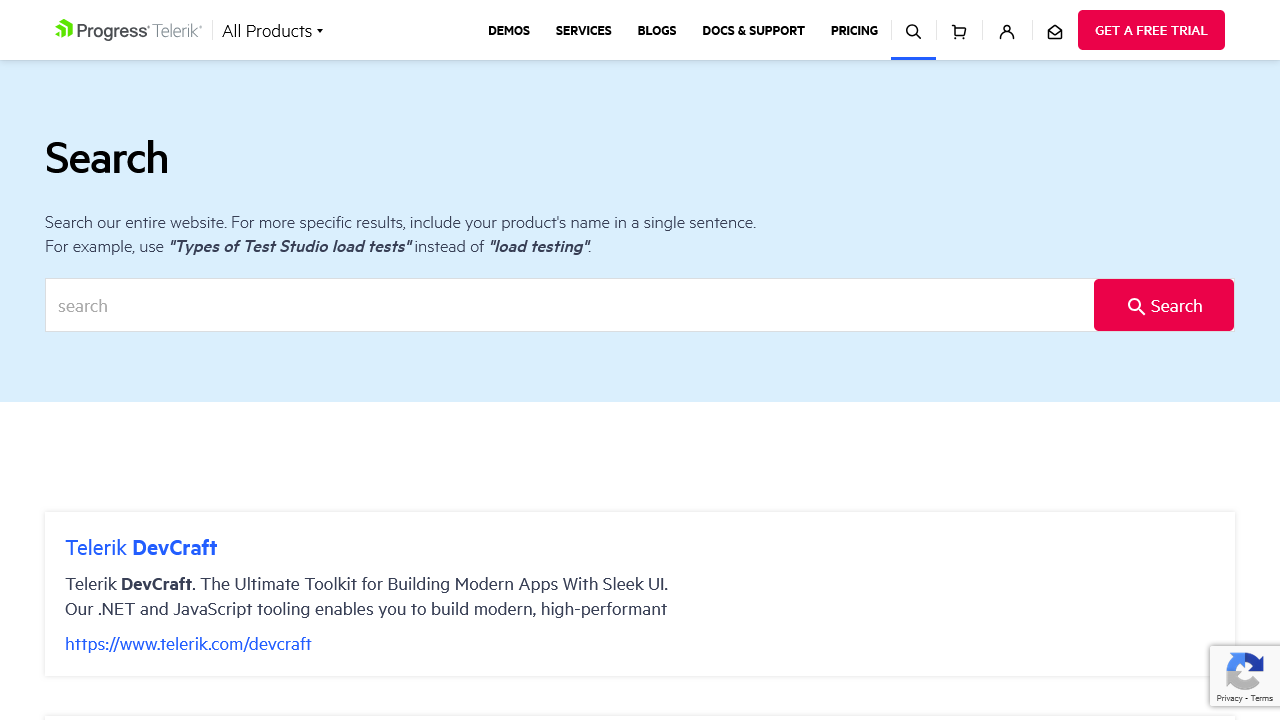 Progress Telerik
All Products
DEMOS SERVICES BLOGS DOCS & SUPPORT PRICING
GET A FREE TRIAL
Search
Search our entire website. For more specific results, include your product's name in a single sentence.
For example, use "Types of Test Studio load tests" instead of "load testing".
search
Search
Telerik DevCraft
Telerik DevCraft. The Ultimate Toolkit for Building Modern Apps With Sleek UI.
Our .NET and JavaScript tooling enables you to build modern, high-performant
https://www.telerik.com/devcraft
Privacy - Terms